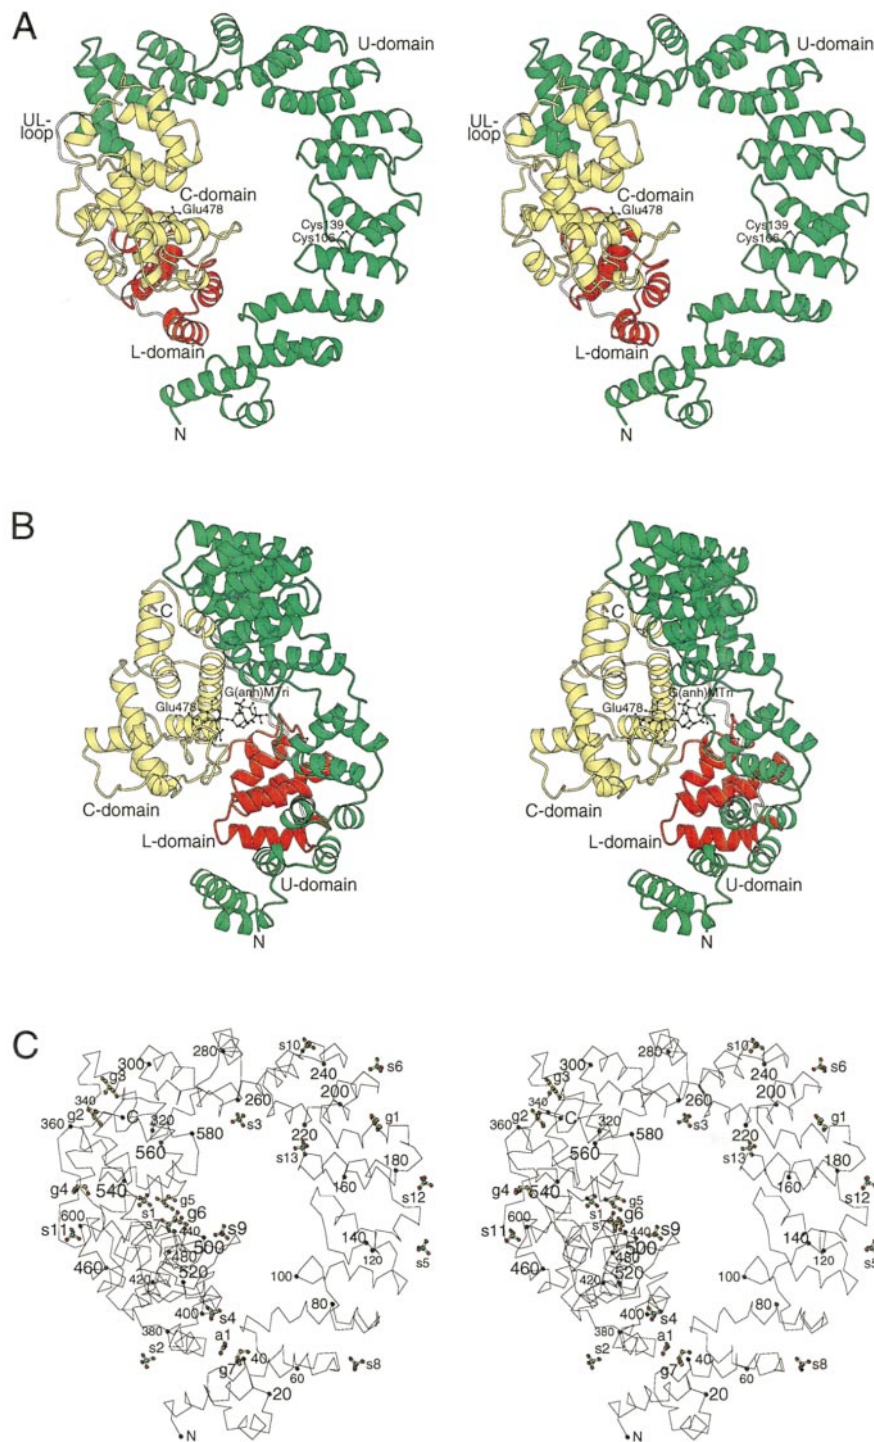 A
U-domain
UL-
loop
C-domain
Glu478
Cys139
Cys166
L-domain
N
U-domain
UL-
loop
C-domain
Glu478
Cys139
Cys166
L-domain
N
B
C
G(anh)MTri
Glu478
C-domain
L-domain
U-domain
N
C
G(anh)MTri
Glu478
C-domain
L-domain
U-domain
N
C
s10
280
300
240
s6
g3
260
200
340
g2
C
320
s3
g1
360
580
220
560
s13
180
160
g4
540
s12
s1
g5
g6
600
s11
440
s9
140
500
120
s5
480
460
420
520
100
400
s4
80
380
a1
s2
g7
40
60
s8
20
N
s10
280
300
240
s6
g3
260
200
340
g2
C
320
s3
g1
360
580
220
560
s13
180
160
g4
540
s12
s1
g5
g6
600
s11
440
s9
140
500
120
s5
480
460
420
520
100
400
s4
80
380
a1
s2
g7
40
60
s8
20
N